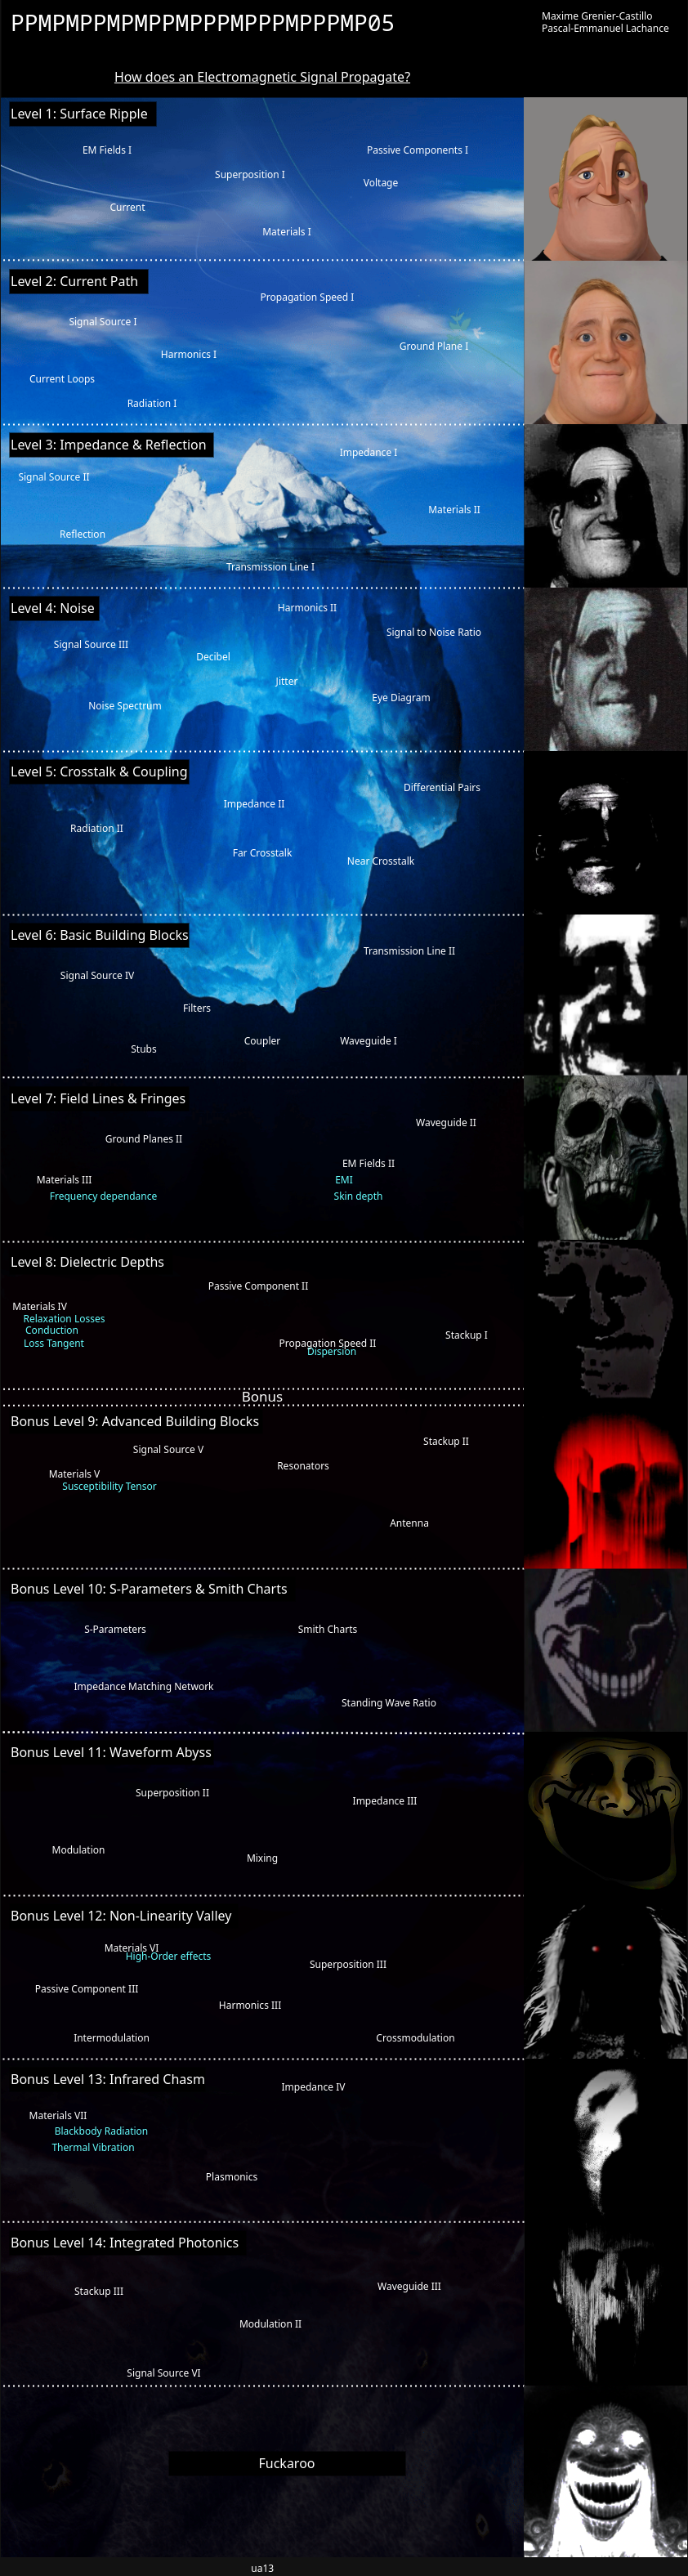 PPMPMPPMPMPPMPPPMPPPMPPPMP05
Maxime Grenier-Castillo
Pascal-Emmanuel Lachance
How does an Electromagnetic Signal Propagate?
Level 1: Surface Ripple
EM Fields I
Passive Components I
Superposition I
Voltage
Current
Materials I
Level 2: Current Path
Propagation Speed I
Signal Source I
Ground Plane I
Harmonics I
Current Loops
Radiation I
Level 3: Impedance & Reflection
Impedance I
Signal Source II
Materials II
Reflection
Transmission Line I
Level 4: Noise
Harmonics II
Signal to Noise Ratio
Signal Source III
Decibel
Jitter
Eye Diagram
Noise Spectrum
Level 5: Crosstalk & Coupling
Differential Pairs
Impedance II
Radiation II
Far Crosstalk
Near Crosstalk
Level 6: Basic Building Blocks
Transmission Line II
Signal Source IV
Filters
Coupler
Waveguide I
Stubs
Level 7: Field Lines & Fringes
Waveguide II
Ground Planes II
EM Fields II
Materials III
EMI
Frequency dependance
Skin depth
Level 8: Dielectric Depths
Passive Component II
Materials IV
Relaxation Losses
Conduction
Stackup I
Loss Tangent
Propagation Speed II
Dispersion
Bonus
Bonus Level 9: Advanced Building Blocks
Stackup II
Signal Source V
Resonators
Materials V
Susceptibility Tensor
Antenna
Bonus Level 10: S-Parameters & Smith Charts
S-Parameters
Smith Charts
Impedance Matching Network
Standing Wave Ratio
Bonus Level 11: Waveform Abyss
Superposition II
Impedance III
Modulation
Mixing
Bonus Level 12: Non-Linearity Valley
Materials VI
High-Order effects
Superposition III
Passive Component III
Harmonics III
Intermodulation
Crossmodulation
Bonus Level 13: Infrared Chasm
Impedance IV
Materials VII
Blackbody Radiation
Thermal Vibration
Plasmonics
Bonus Level 14: Integrated Photonics
Waveguide III
Stackup III
Modulation II
Signal Source VI
Fuckaroo
ua13